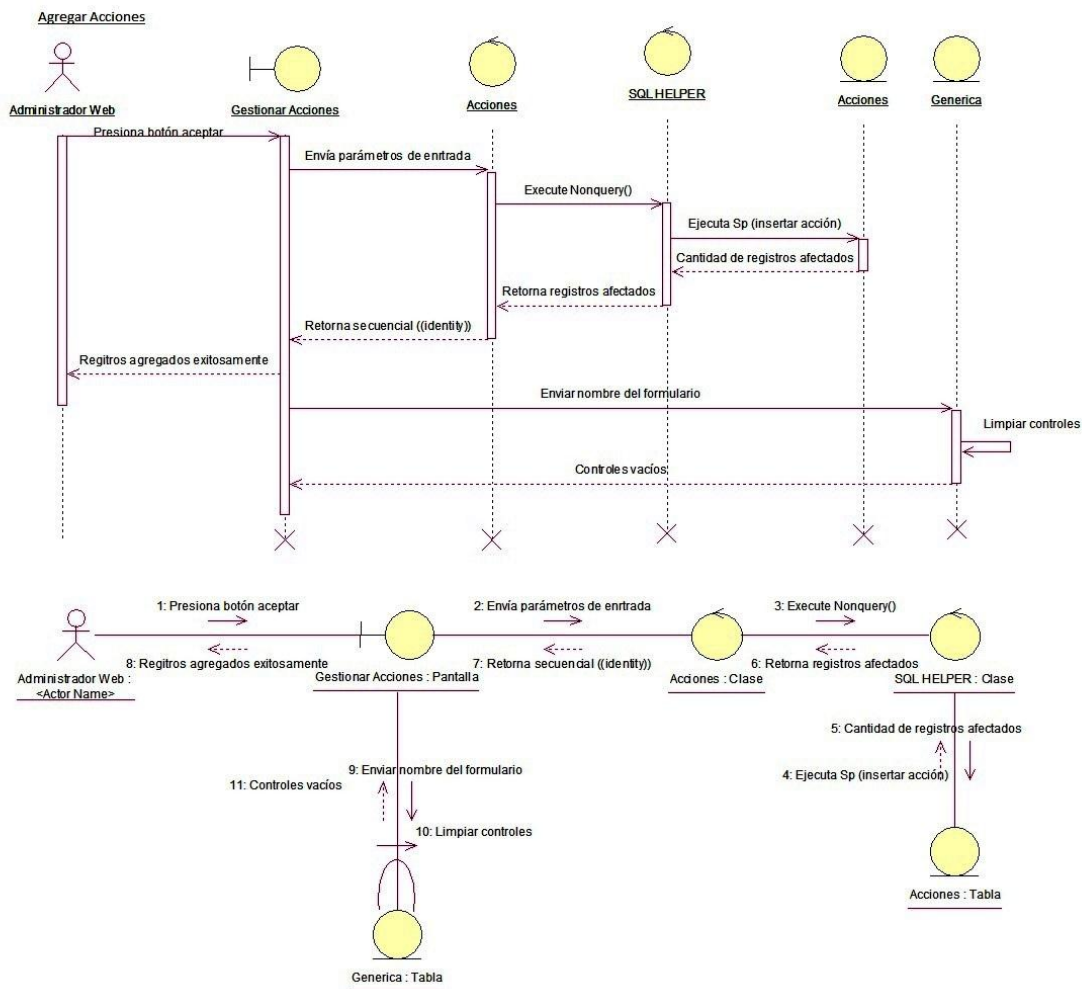 Agregar Acciones
Administrador Web
Gestionar Acciones
Acciones
SQL HELPER
Acciones
Generica
Presiona botón aceptar
Envía parámetros de enrtrada
Execute Nonquery()
Ejecuta Sp (insertar acción)
Cantidad de registros afectados
Retorna registros afectados
Retorna secuencial ((identity))
Regitros agregados exitosamente
Enviar nombre del formulario
Limpiar controles
Controles vacíos
1: Presiona botón aceptar
2: Envía parámetros de enrtrada
3: Execute Nonquery()
8: Regitros agregados exitosamente
7: Retorna secuencial ((identity))
6: Retorna registros afectados
Administrador Web :
<Actor Name>
Gestionar Acciones : Pantalla
Acciones : Clase
SQL HELPER : Clase
5: Cantidad de registros afectados
9: Enviar nombre del formulario
4: Ejecuta Sp (insertar acción)
11: Controles vacíos
10: Limpiar controles
Acciones : Tabla
Generica : Tabla